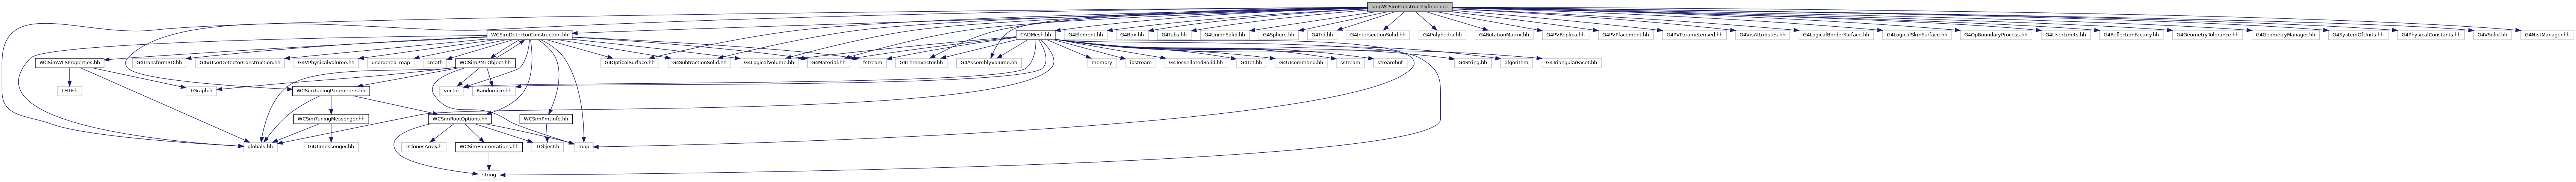 src/WCSimConstructCylinder.cc
WCSimDetectorConstruction.hh
CADMesh.hh
G4Element.hh
G4Box.hh
G4Tubs.hh
G4UnionSolid.hh
G4Sphere.hh
G4Trd.hh
G4IntersectionSolid.hh
G4Polyhedra.hh
G4RotationMatrix.hh
G4PVReplica.hh
G4PVPlacement.hh
G4PVParameterised.hh
G4VisAttributes.hh
G4LogicalBorderSurface.hh
G4LogicalSkinSurface.hh
G4OpBoundaryProcess.hh
G4UserLimits.hh
G4ReflectionFactory.hh
G4GeometryTolerance.hh
G4GeometryManager.hh
G4SystemOfUnits.hh
G4PhysicalConstants.hh
G4VSolid.hh
G4NistManager.hh
WCSimWLSProperties.hh
G4Transform3D.hh
G4VUserDetectorConstruction.hh
G4VPhysicalVolume.hh
unordered_map
cmath
WCSimPMTObject.hh
G4OpticalSurface.hh
G4SubtractionSolid.hh
G4LogicalVolume.hh
G4Material.hh
fstream
G4ThreeVector.hh
G4AssemblyVolume.hh
memory
iostream
G4TessellatedSolid.hh
G4Tet.hh
G4UIcommand.hh
sstream
streambuf
G4String.hh
algorithm
G4TriangularFacet.hh
TH1F.h
TGraph.h
WCSimTuningParameters.hh
vector
Randomize.hh
WCSimTuningMessenger.hh
WCSimRootOptions.hh
WCSimPmtInfo.hh
globals.hh
G4UImessenger.hh
TClonesArray.h
WCSimEnumerations.hh
TObject.h
map
string